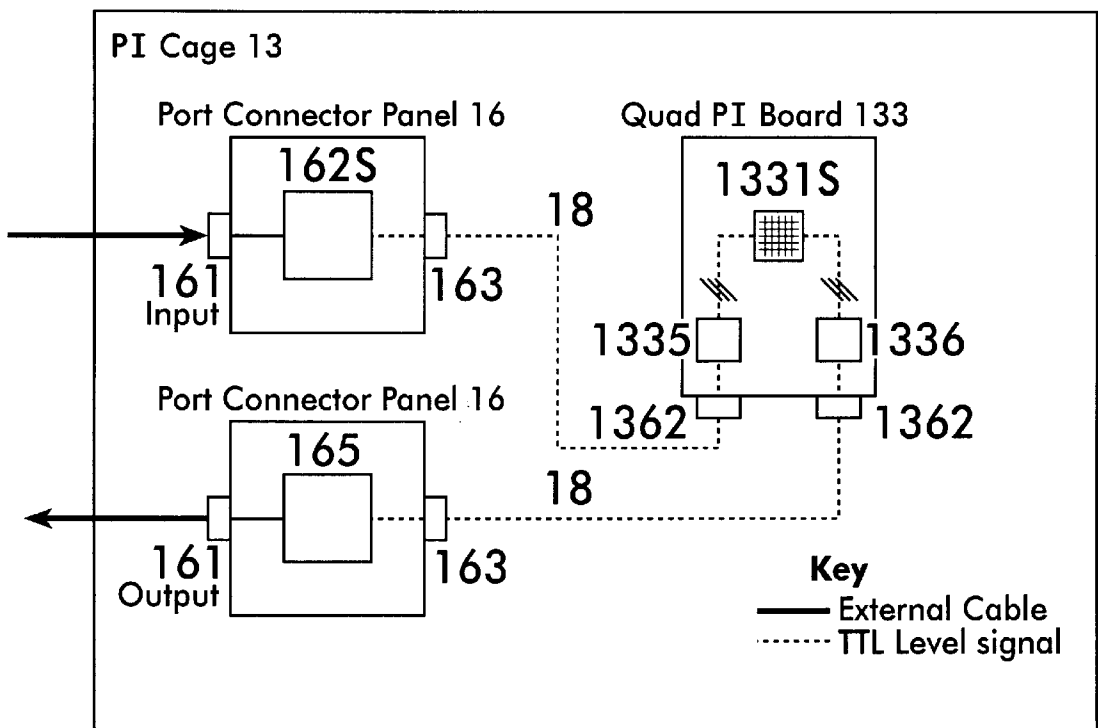 PI Cage 13
Port Connector Panel 16
162S
161
Input
163
18
Quad PI Board 133
1331S
1335
1336
1362
1362
Port Connector Panel 16
165
161
Output
163
18
Key
External Cable
TTL Level signal